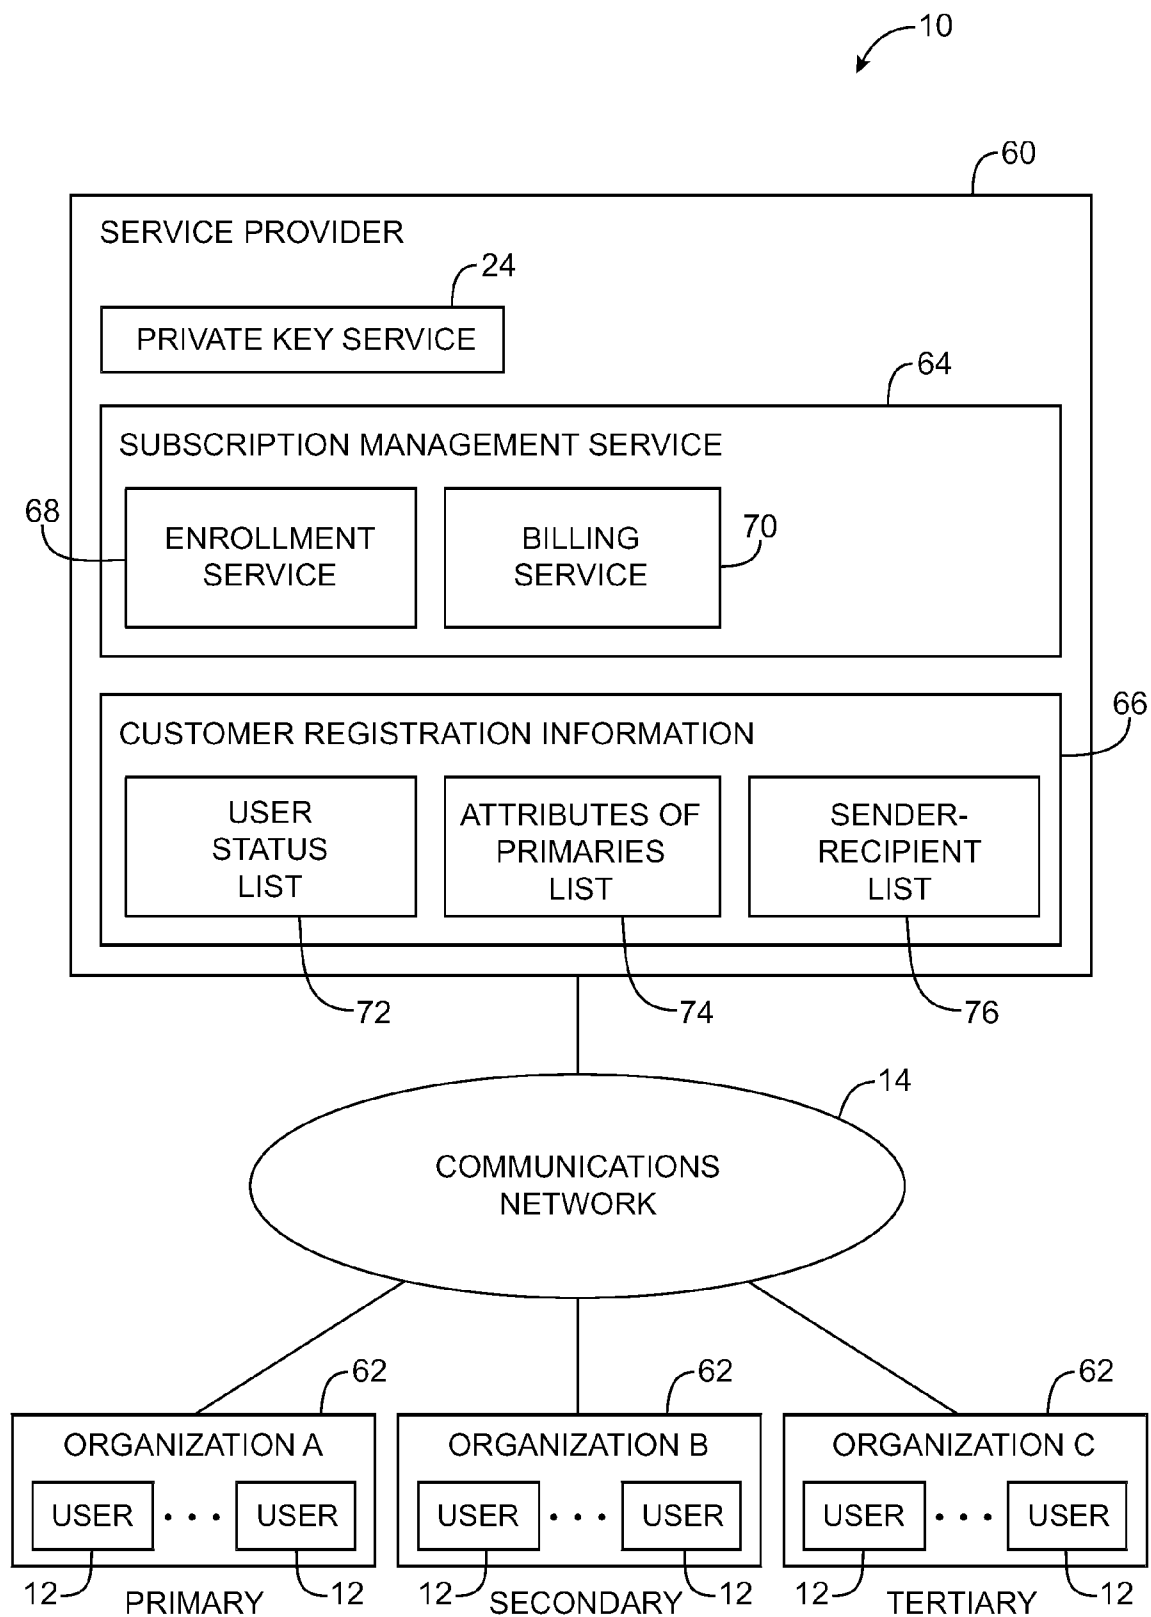 10
60
SERVICE PROVIDER
24
PRIVATE KEY SERVICE
64
SUBSCRIPTION MANAGEMENT SERVICE
68
ENROLLMENT
SERVICE
BILLING
SERVICE
70
66
CUSTOMER REGISTRATION INFORMATION
USER
STATUS
LIST
ATTRIBUTES OF
PRIMARIES
LIST
SENDER-
RECIPIENT
LIST
72
74
76
14
COMMUNICATIONS
NETWORK
62
62
62
ORGANIZATION A
USER • • • USER
12
12
PRIMARY
ORGANIZATION B
USER • • • USER
12
12
SECONDARY
ORGANIZATION C
USER • • • USER
12
12
TERTIARY